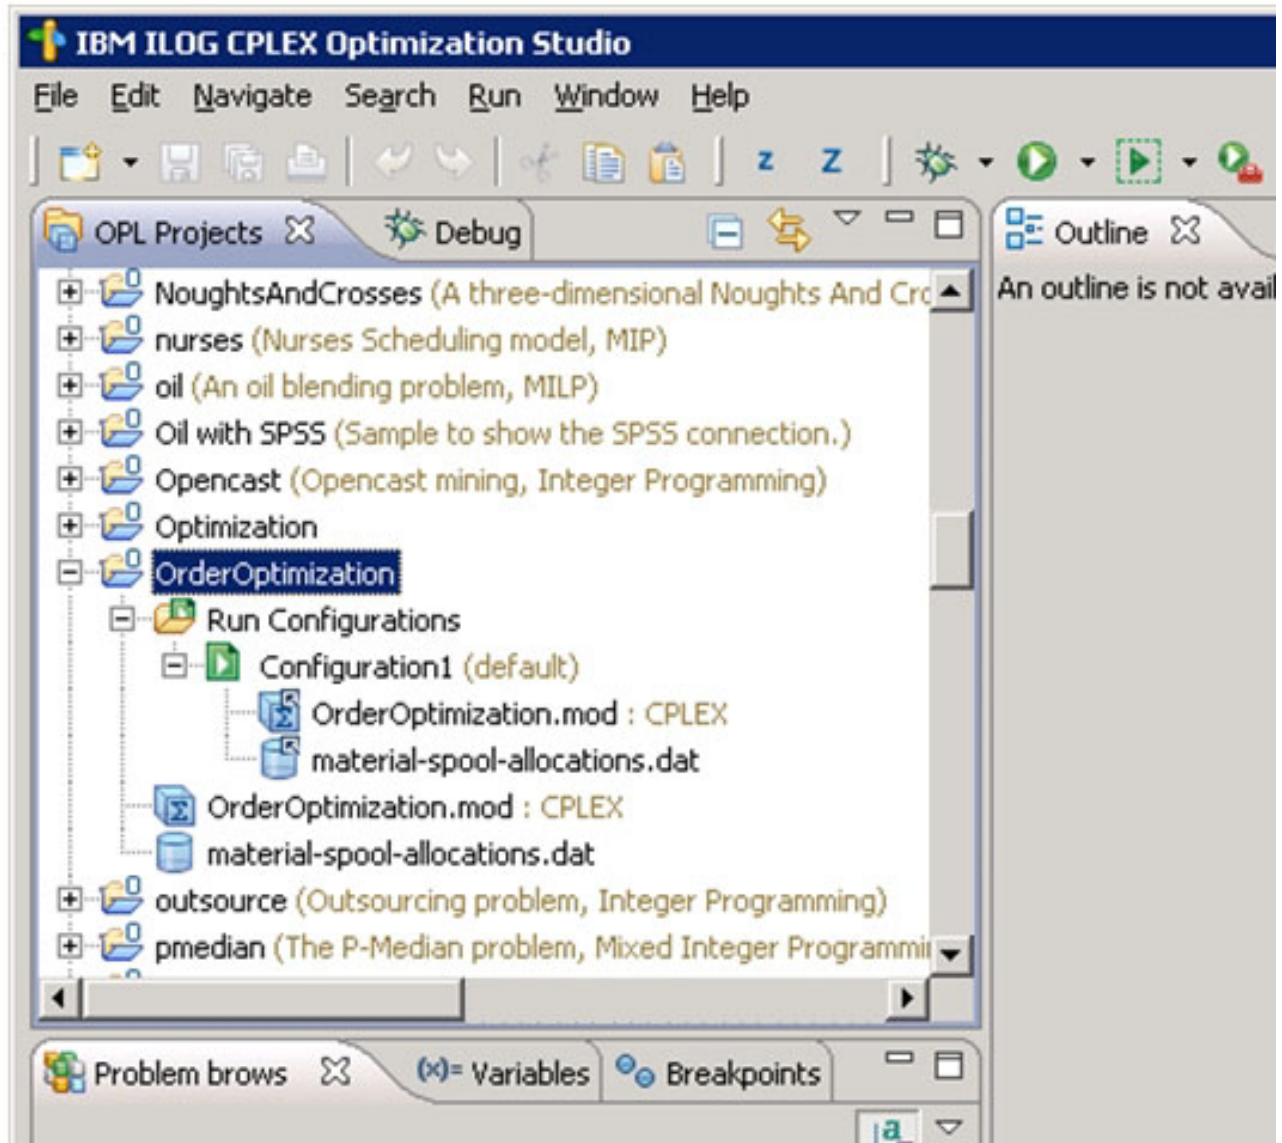 IBM ILOG CPLEX Optimization Studio
File Edit Navigate Search Run Window Help
z Z
OPL Projects Debug Outline
An outline is not avail
NoughtsAndCrosses (A three-dimensional Noughts And Cro
nurses (Nurses Scheduling model, MIP)
oil (An oil blending problem, MILP)
Oil with SPSS (Sample to show the SPSS connection.)
Opencast (Opencast mining, Integer Programming)
Optimization
OrderOptimization
Run Configurations
Configuration1 (default)
OrderOptimization.mod : CPLEX
material-spool-allocations.dat
OrderOptimization.mod : CPLEX
material-spool-allocations.dat
outsource (Outsourcing problem, Integer Programming)
pmedian (The P-Median problem, Mixed Integer Programmi
Problem brows (x)= Variables Breakpoints